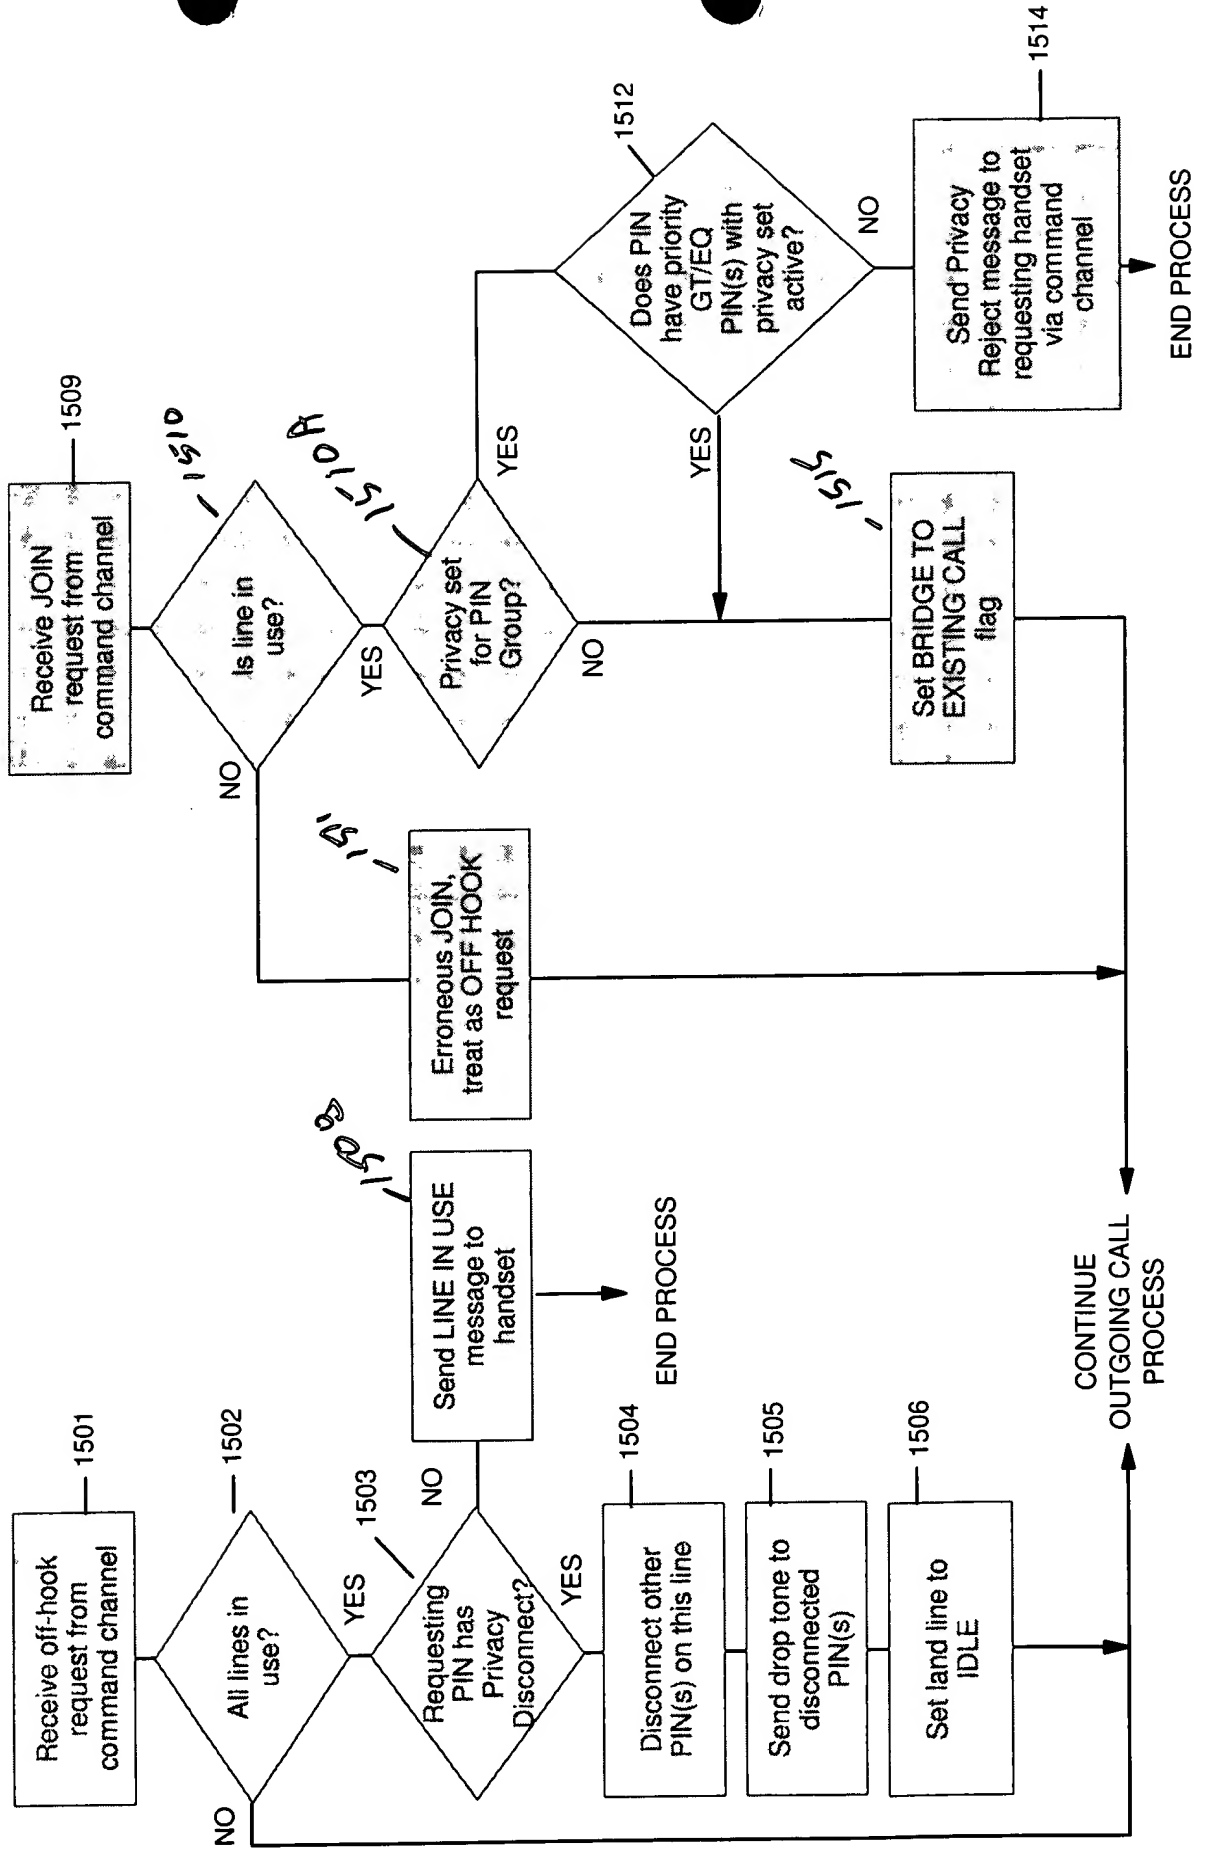 Receive off-hook
request from
command channel
1501
All lines in
use?
1502
NO
YES
Requesting
PIN has
Privacy
Disconnect?
1503
NO
YES
Send LINE IN USE
message to
handset
1508
END PROCESS
Disconnect other
PIN(s) on this line
1504
Send drop tone to
disconnected
PIN(s)
1505
Set land line to
IDLE
1506
CONTINUE
OUTGOING CALL
PROCESS
Receive JOIN
request from
command channel
1509
Is line in
use?
1510
NO
YES
Erroneous JOIN,
treat as OFF HOOK
request
Privacy set
for PIN
Group?
1510A
YES
NO
Does PIN
have priority
GT/EQ
PIN(s) with
privacy set
active?
1512
YES
NO
Set BRIDGE TO
EXISTING CALL
flag
1515
Send Privacy
Reject message to
requesting handset
via command
channel
1514
END PROCESS